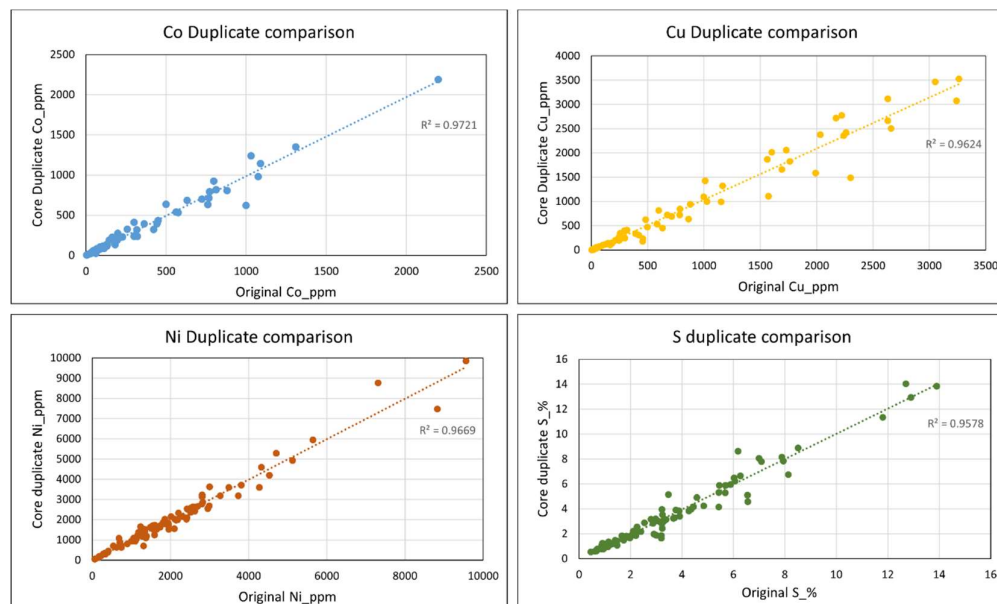 Co Duplicate comparison
2500
2000
1500
1000
500
0
0 500 1000 1500 2000 2500
Core Duplicate Co_ppm
Original Co_ppm
R² = 0.9721
Cu Duplicate comparison
4000
3500
3000
2500
2000
1500
1000
500
0
0 500 1000 1500 2000 2500 3000 3500
Core Duplicate Cu_ppm
Original Cu_ppm
R² = 0.9624
Ni Duplicate comparison
10000
9000
8000
7000
6000
5000
4000
3000
2000
1000
0
0 2000 4000 6000 8000 10000
Core duplicate Ni_ppm
Original Ni_ppm
R² = 0.9669
S duplicate comparison
16
14
12
10
8
6
4
2
0
0 2 4 6 8 10 12 14 16
Core duplicate S_%
Original S_%
R² = 0.9578